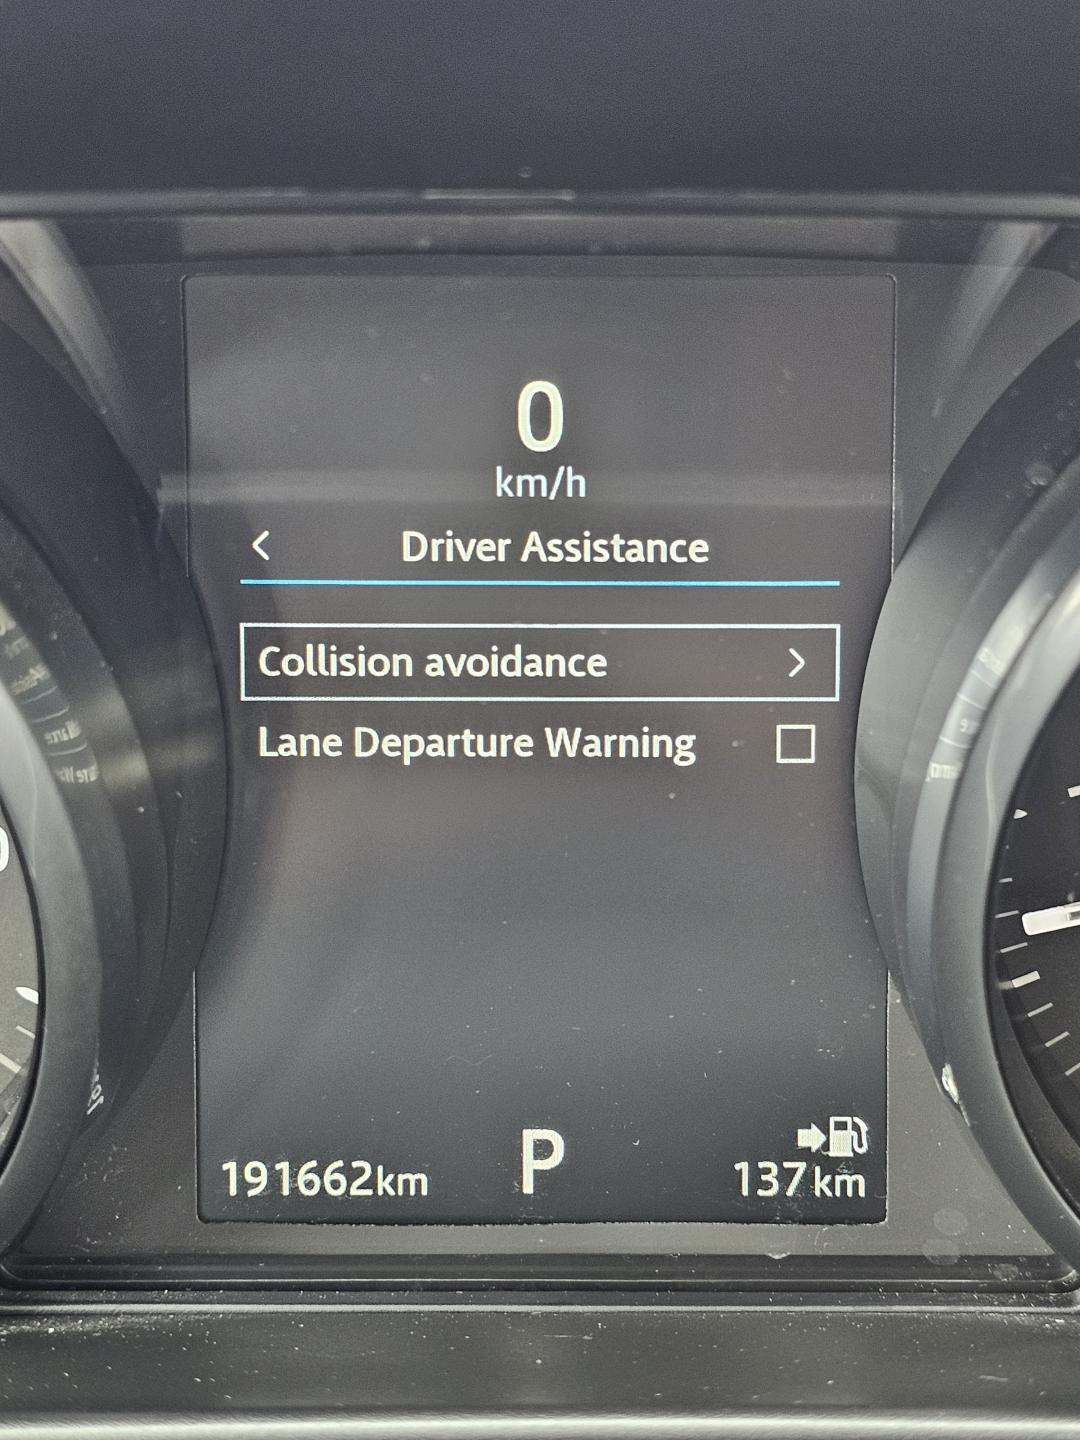 0
km/h
Driver Assistance
Collision avoidance
Lane Departure Warning
P
191662km
137km